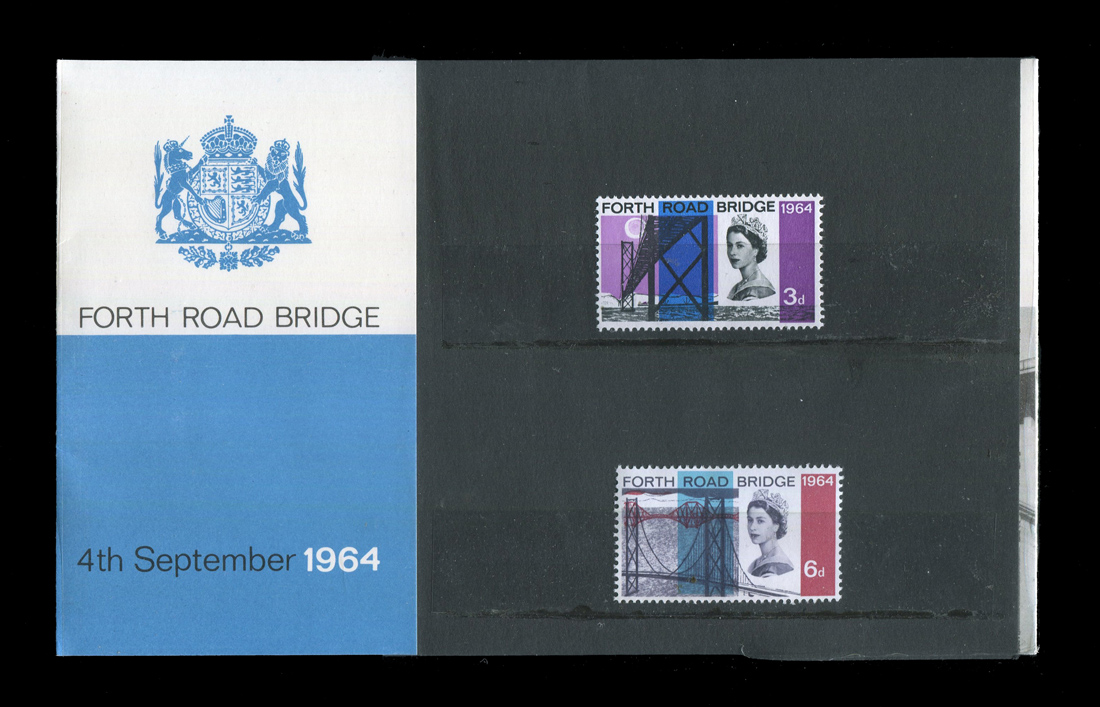 FORTH ROAD BRIDGE
4th September 1964
FORTH ROAD BRIDGE 1964
3d
FORTH ROAD BRIDGE 1964
6d